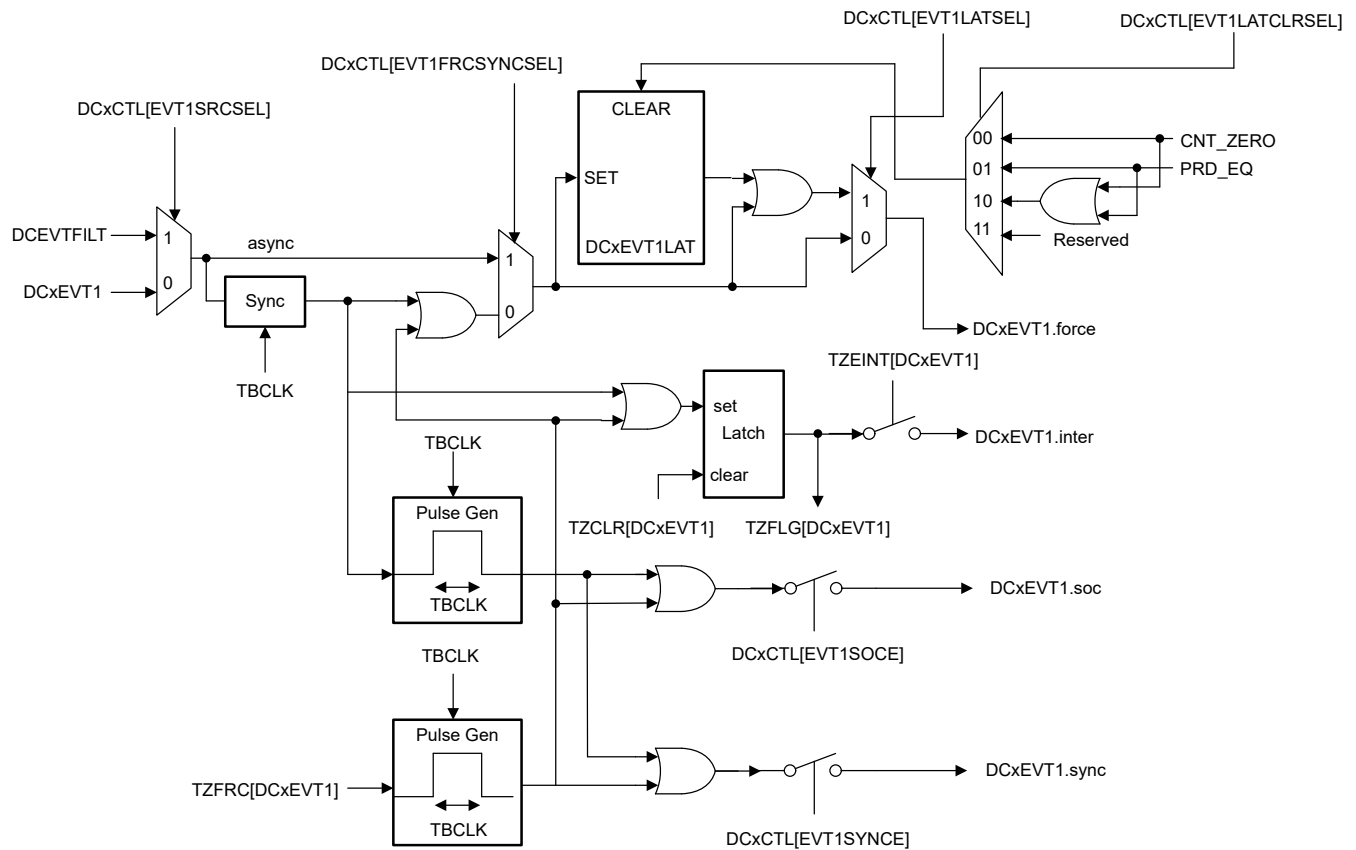 DCxCTL[EVT1LATSEL]
DCxCTL[EVT1LATCLRSEL]
DCxCTL[EVT1FRCSYNCSEL]
DCxCTL[EVT1SRCSEL]
CLEAR
SET
DCxEVT1LAT
00
01
10
11
CNT_ZERO
PRD_EQ
Reserved
1
0
DCEVTFILT
DCxEVT1
1
0
async
Sync
TBCLK
1
0
DCxEVT1.force
TZEINT[DCxEVT1]
set
Latch
clear
DCxEVT1.inter
TZCLR[DCxEVT1]
TZFLG[DCxEVT1]
TBCLK
Pulse Gen
TBCLK
DCxEVT1.soc
DCxCTL[EVT1SOCE]
TBCLK
Pulse Gen
TBCLK
TZFRC[DCxEVT1]
DCxEVT1.sync
DCxCTL[EVT1SYNCE]